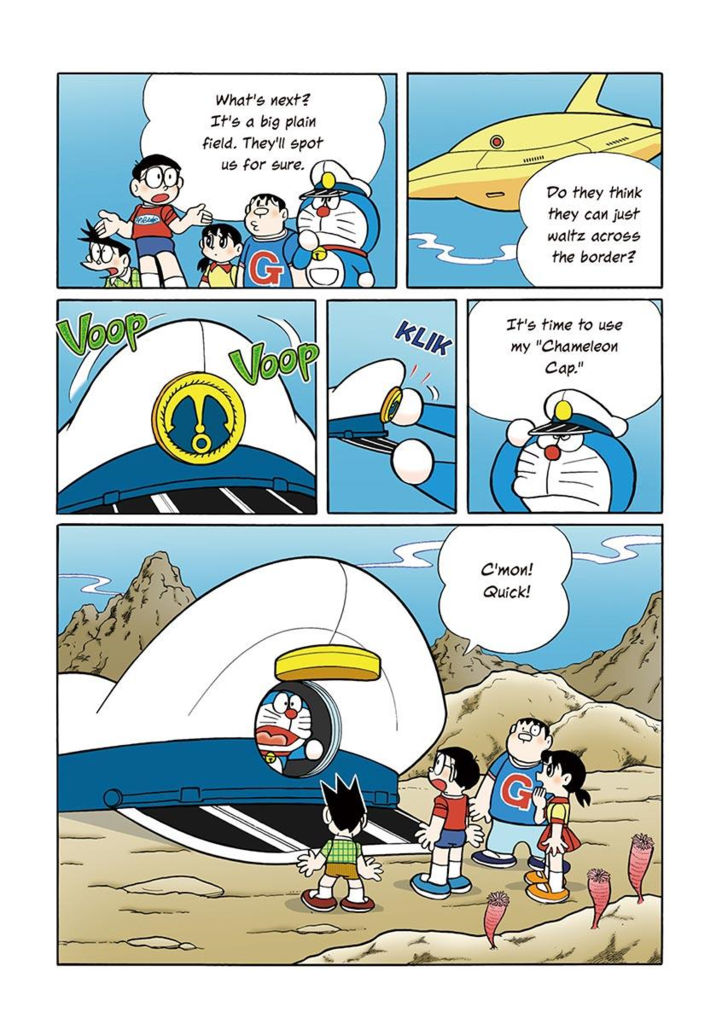 Do they think
they can just
waltz across
the border?
What's next?
It's a big plain
field. They'll spot
us for sure.
G
It's time to use
my "Chameleon
Cap."
KLIK
Voop
Voop
C'mon!
Quick!
G